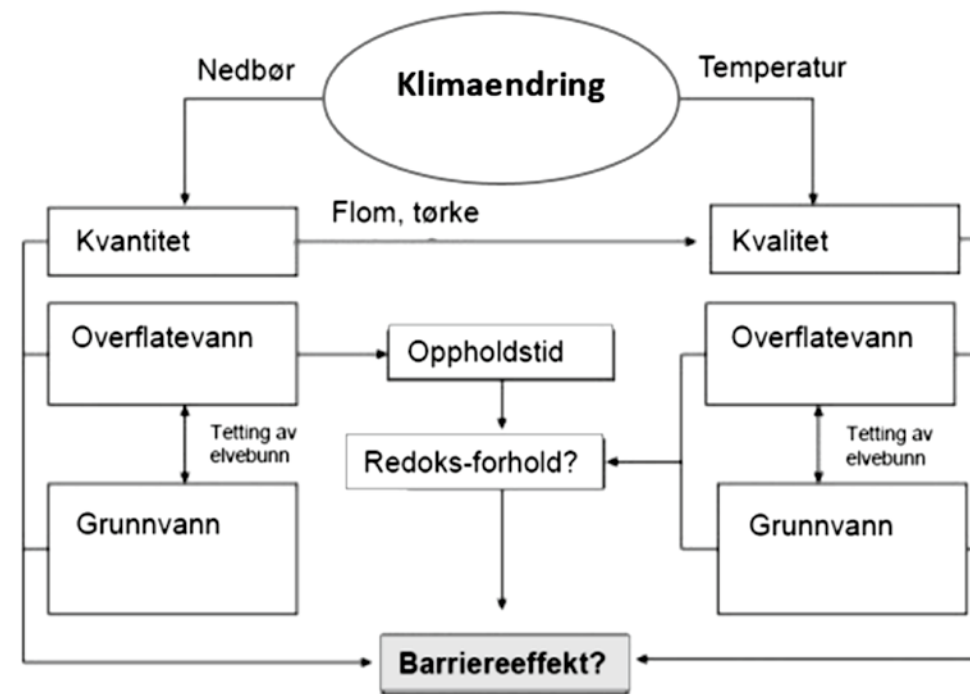 Klimaendring
Nedbør
Temperatur
Kvantitet
Flom, tørke
Kvalitet
Overflatevann
Oppholdstid
Overflatevann
Tetting av
elvebunn
Redoks-forhold?
Tetting av
elvebunn
Grunnvann
Grunnvann
Barriereeffekt?